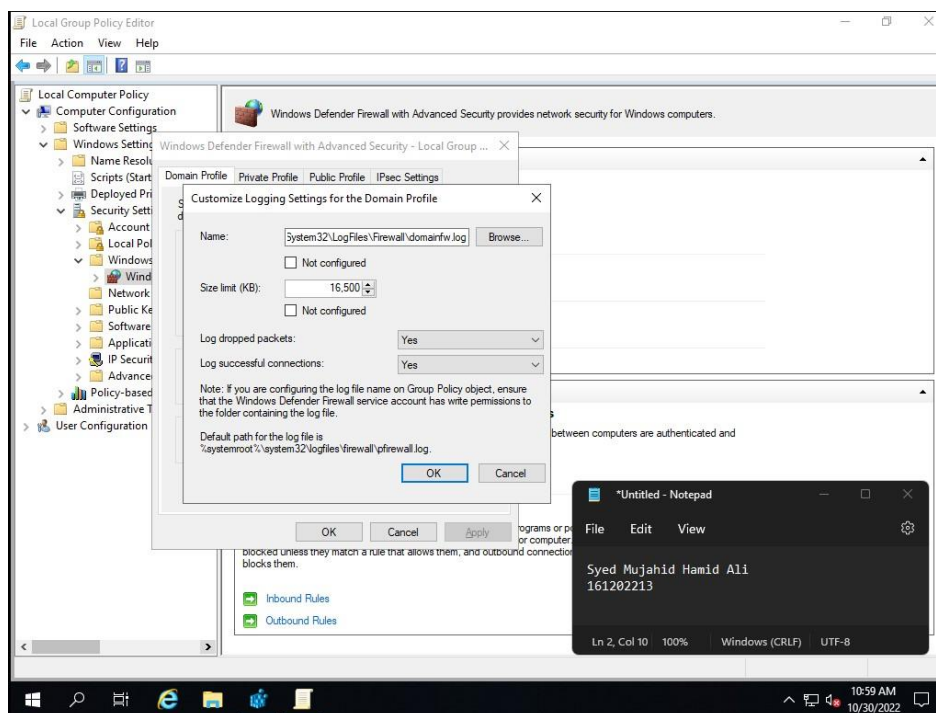 Local Group Policy Editor
File Action View Help
Local Computer Policy
Computer Configuration
Software Settings
Windows Setting
Name Resolu
Scripts (Start
Deployed Pri
Security Setti
Account
Local Pol
Windows
Wind
Network
Public Ke
Software
Applicati
IP Securit
Advance
Policy-based
Administrative T
User Configuration
Windows Defender Firewall with Advanced Security provides network security for Windows computers.
Windows Defender Firewall with Advanced Security - Local Group ...
Domain Profile Private Profile Public Profile IPsec Settings
Customize Logging Settings for the Domain Profile
Name: System32\LogFiles\Firewall\domainfw.log Browse...
Not configured
Size limit (KB): 16,500
Not configured
Log dropped packets: Yes
Log successful connections: Yes
Note: If you are configuring the log file name on Group Policy object, ensure
that the Windows Defender Firewall service account has write permissions to
the folder containing the log file.
Default path for the log file is
%systemroot%\system32\logfiles\firewall\pfirewall.log.
OK Cancel
OK Cancel Apply
between computers are authenticated and
or computer.
blocked unless they match a rule that allows them, and outbound connection
blocks them.
Inbound Rules
Outbound Rules
*Untitled - Notepad
File Edit View
Syed Mujahid Hamid Ali
161202213
Ln 2, Col 10 100% Windows (CRLF) UTF-8
10:59 AM
10/30/2022